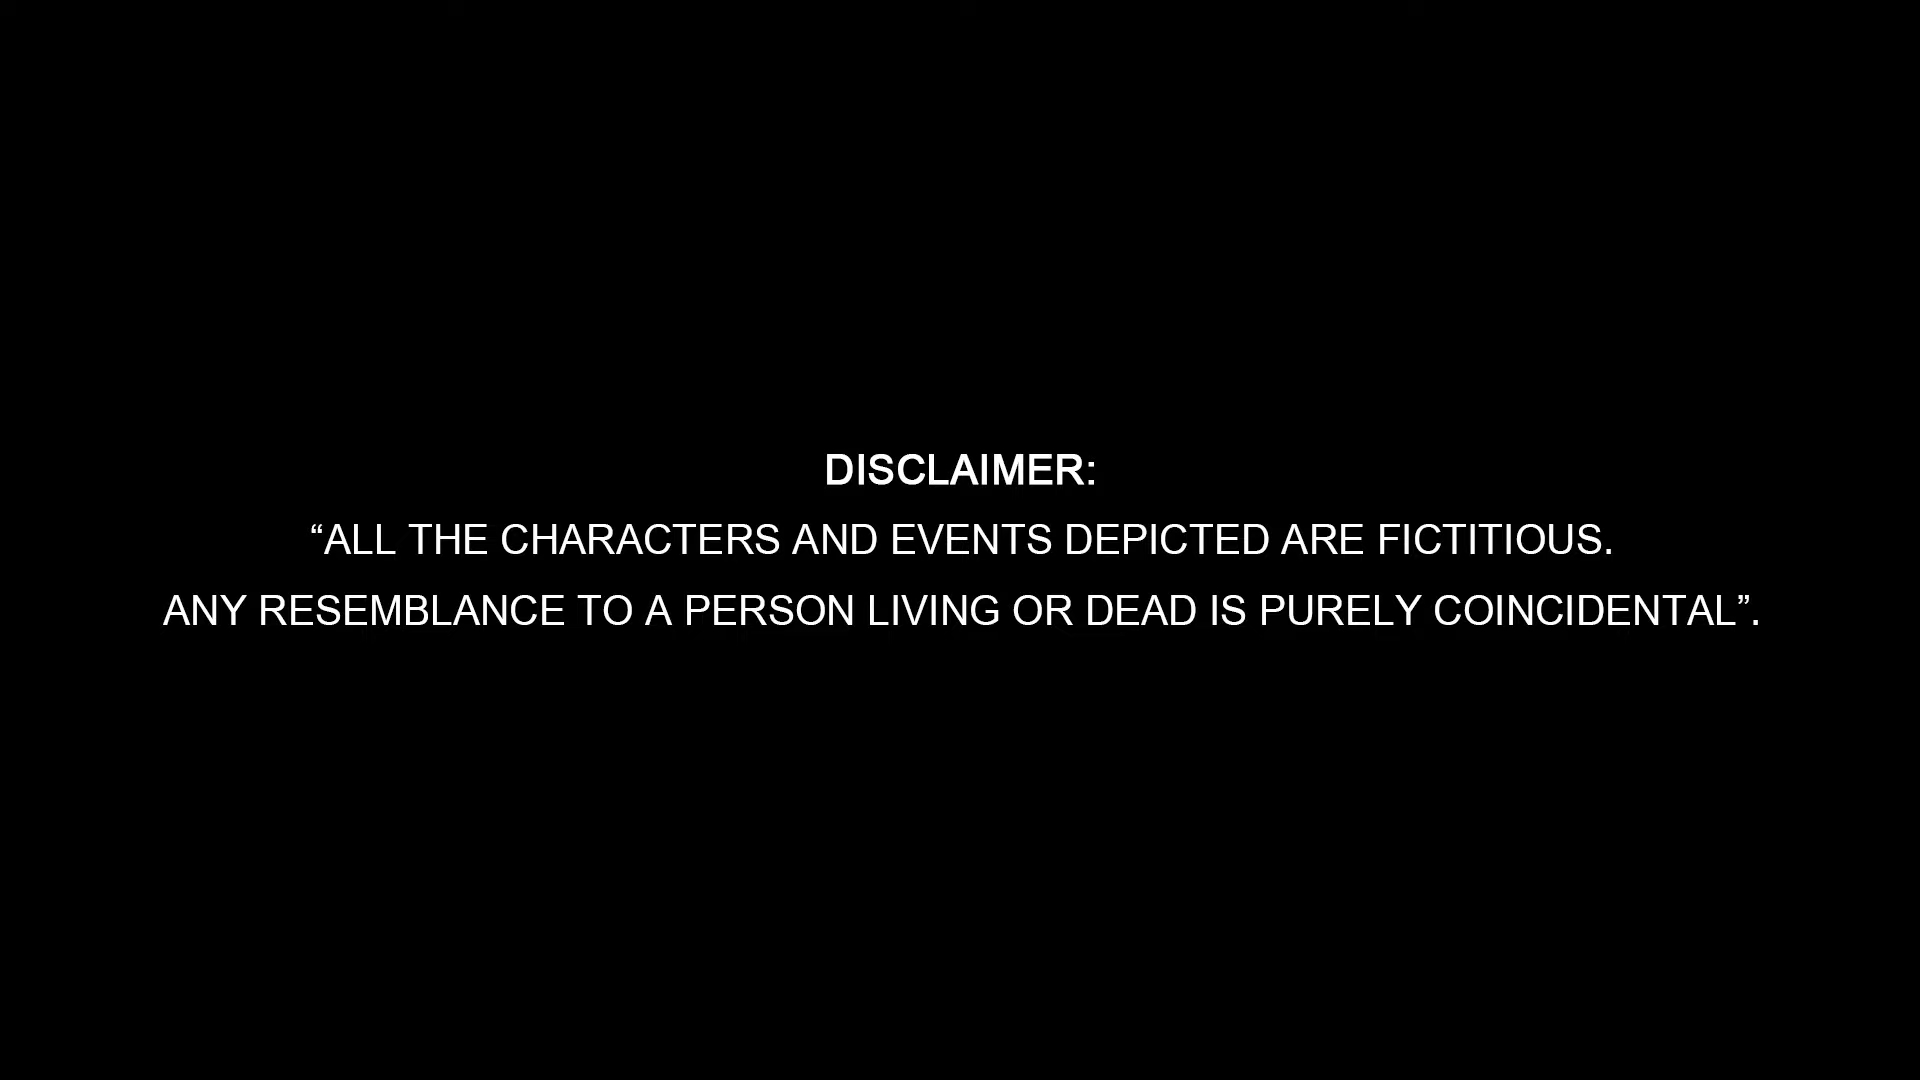 DISCLAIMER:
“ALL THE CHARACTERS AND EVENTS DEPICTED ARE FICTITIOUS.
ANY RESEMBLANCE TO A PERSON LIVING OR DEAD IS PURELY COINCIDENTAL”.